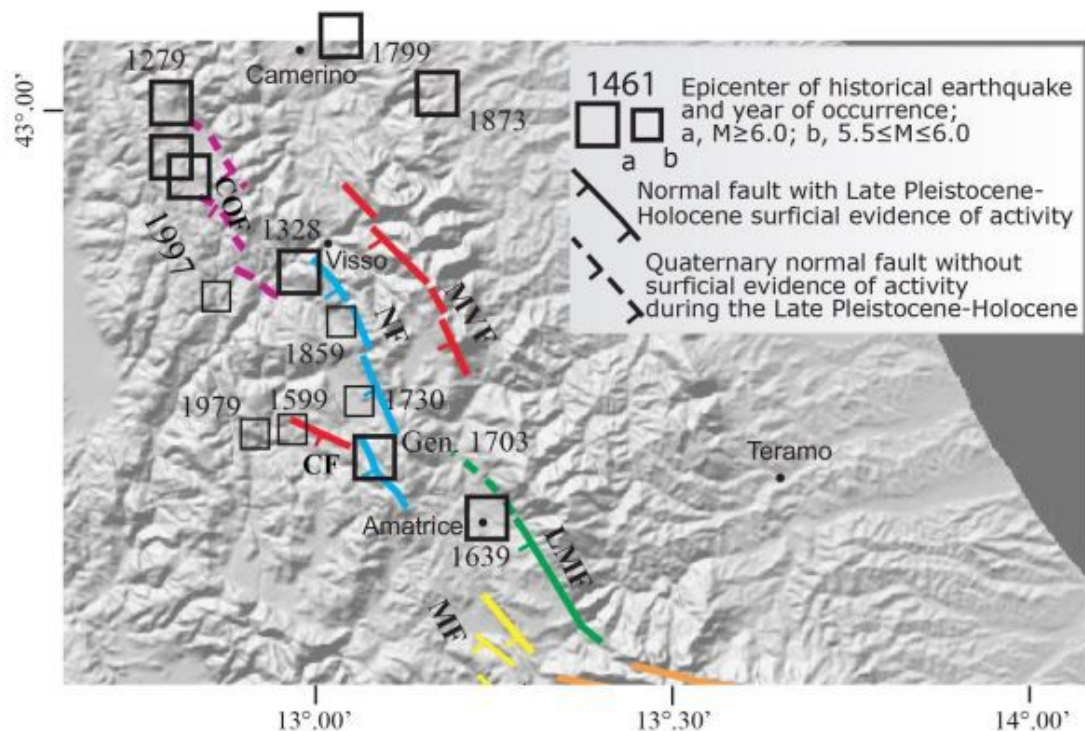 1799
Camerino
1279
43°.00'
1873
1461
Epicenter of historical earthquake
and year of occurrence;
a, M≥6.0; b, 5.5≤M≤6.0
a
b
Normal fault with Late Pleistocene-
Holocene surficial evidence of activity
Quaternary normal fault without
surficial evidence of activity
during the Late Pleistocene-Holocene
CQF
1997
1328
Visso
MVF
NF
1859
1979
1599
1730
CF
Gen. 1703
Teramo
Amatrice
1639
LMF
MF
13°.00'
13°.30'
14°.00'